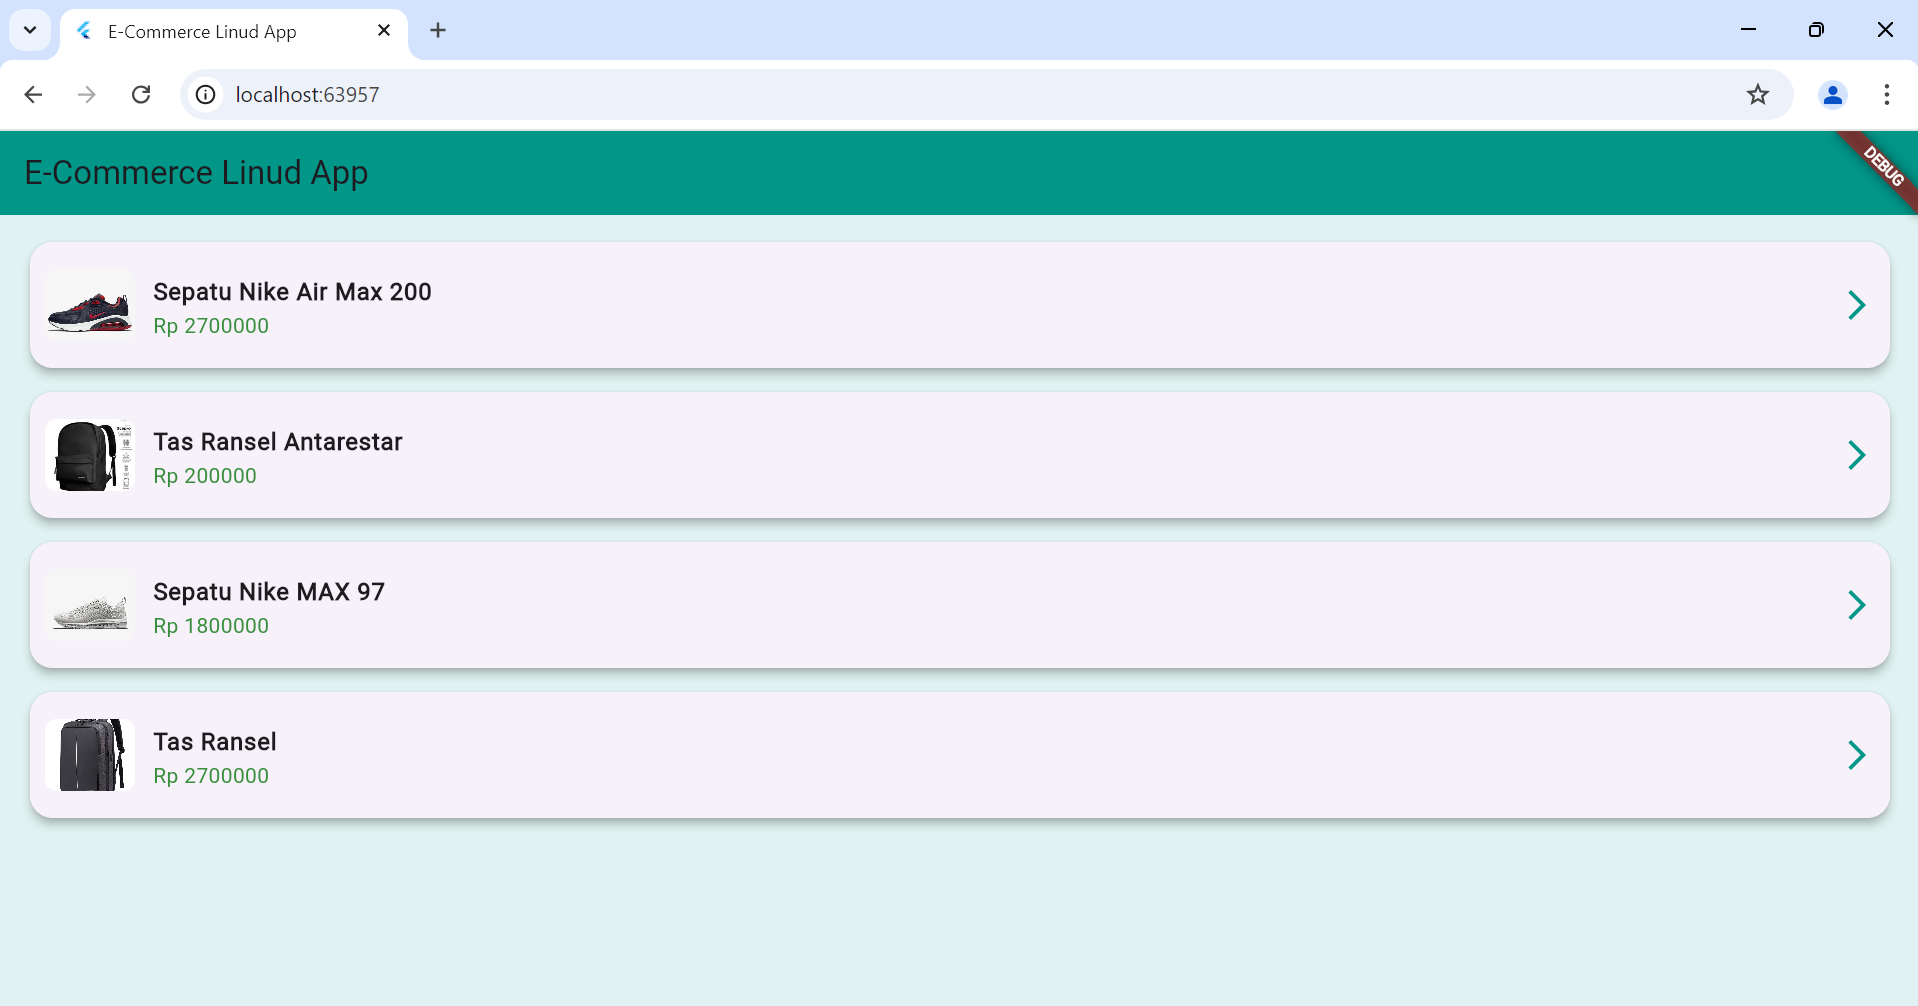 E-Commerce Linud App
localhost:63957
E-Commerce Linud App
DEBUG
Sepatu Nike Air Max 200
Rp 2700000
Tas Ransel Antarestar
Rp 200000
Sepatu Nike MAX 97
Rp 1800000
Tas Ransel
Rp 2700000